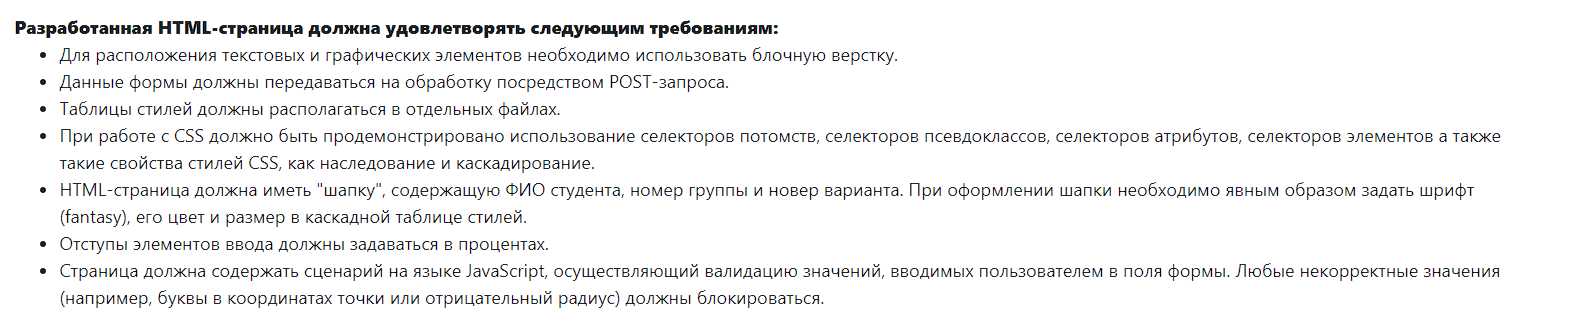 Разработанная HTML-страница должна удовлетворять следующим требованиям:
• Для расположения текстовых и графических элементов необходимо использовать блочную верстку.
• Данные формы должны передаваться на обработку посредством POST-запроса.
• Таблицы стилей должны располагаться в отдельных файлах.
• При работе с CSS должно быть продемонстрировано использование селекторов потомств, селекторов псевдоклассов, селекторов атрибутов, селекторов элементов а также
такие свойства стилей CSS, как наследование и каскадирование.
• HTML-страница должна иметь "шапку", содержащую ФИО студента, номер группы и новер варианта. При оформлении шапки необходимо явным образом задать шрифт
(fantasy), его цвет и размер в каскадной таблице стилей.
• Отступы элементов ввода должны задаваться в процентах.
• Страница должна содержать сценарий на языке JavaScript, осуществляющий валидацию значений, вводимых пользователем в поля формы. Любые некорректные значения
(например, буквы в координатах точки или отрицательный радиус) должны блокироваться.